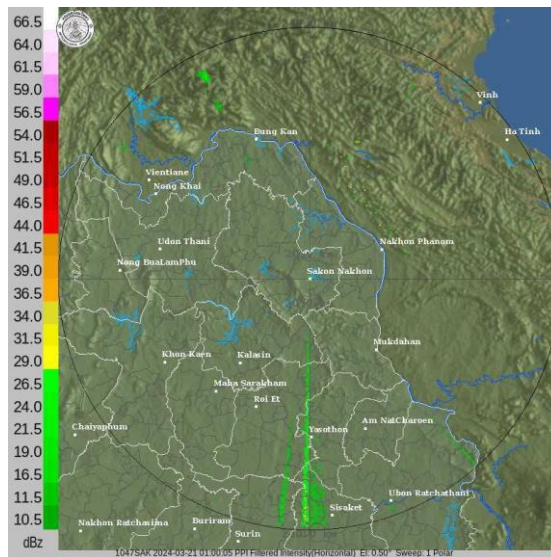 66.5
64.0
61.5
59.0
56.5
54.0
51.5
49.0
46.5
44.0
41.5
39.0
36.5
34.0
31.5
29.0
26.5
24.0
21.5
19.0
16.5
14.5
12.5
10.5
dBz
Vinh
Ha Tinh
Bung Kan
Vientiane
Nong Khai
Udon Thani
Nakhon Phanom
Nong BuaLamPhu
Sakon Nakhon
Mukdahan
Khon Kaen
Kalasin
Maha Sarakham
Roi Et
Chaiyaphum
Yasothon
Am NatCharoen
Ubon Ratchathani
Sisaket
Nakhon Ratchasima
Buriram
Surin
1047SAK 2024-03-21 01:00:05 PPI Filtered Intensity(Horizontal) El: 0.50° Sweep: 1 Polar